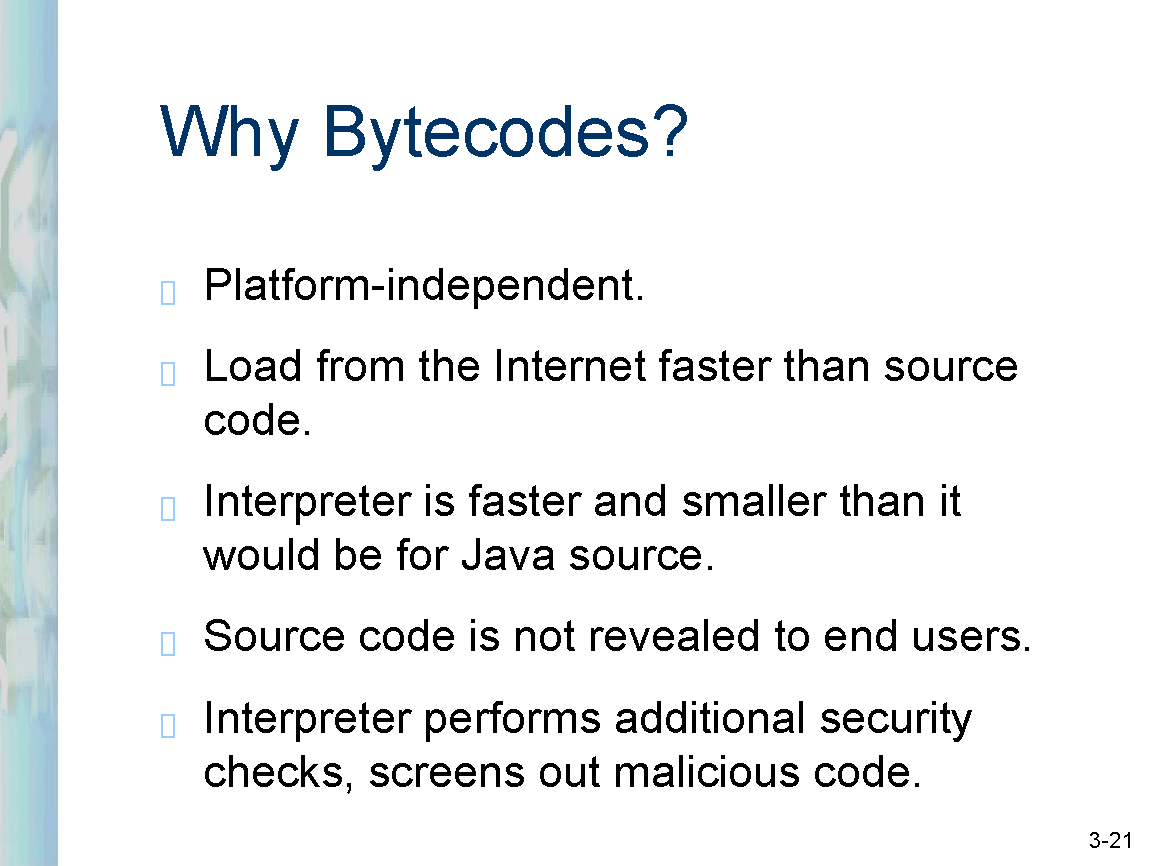 Why Bytecodes?
Platform-independent.
Load from the Internet faster than source
code.
Interpreter is faster and smaller than it
would be for Java source.
Source code is not revealed to end users.
Interpreter performs additional security
checks, screens out malicious code.
3-21